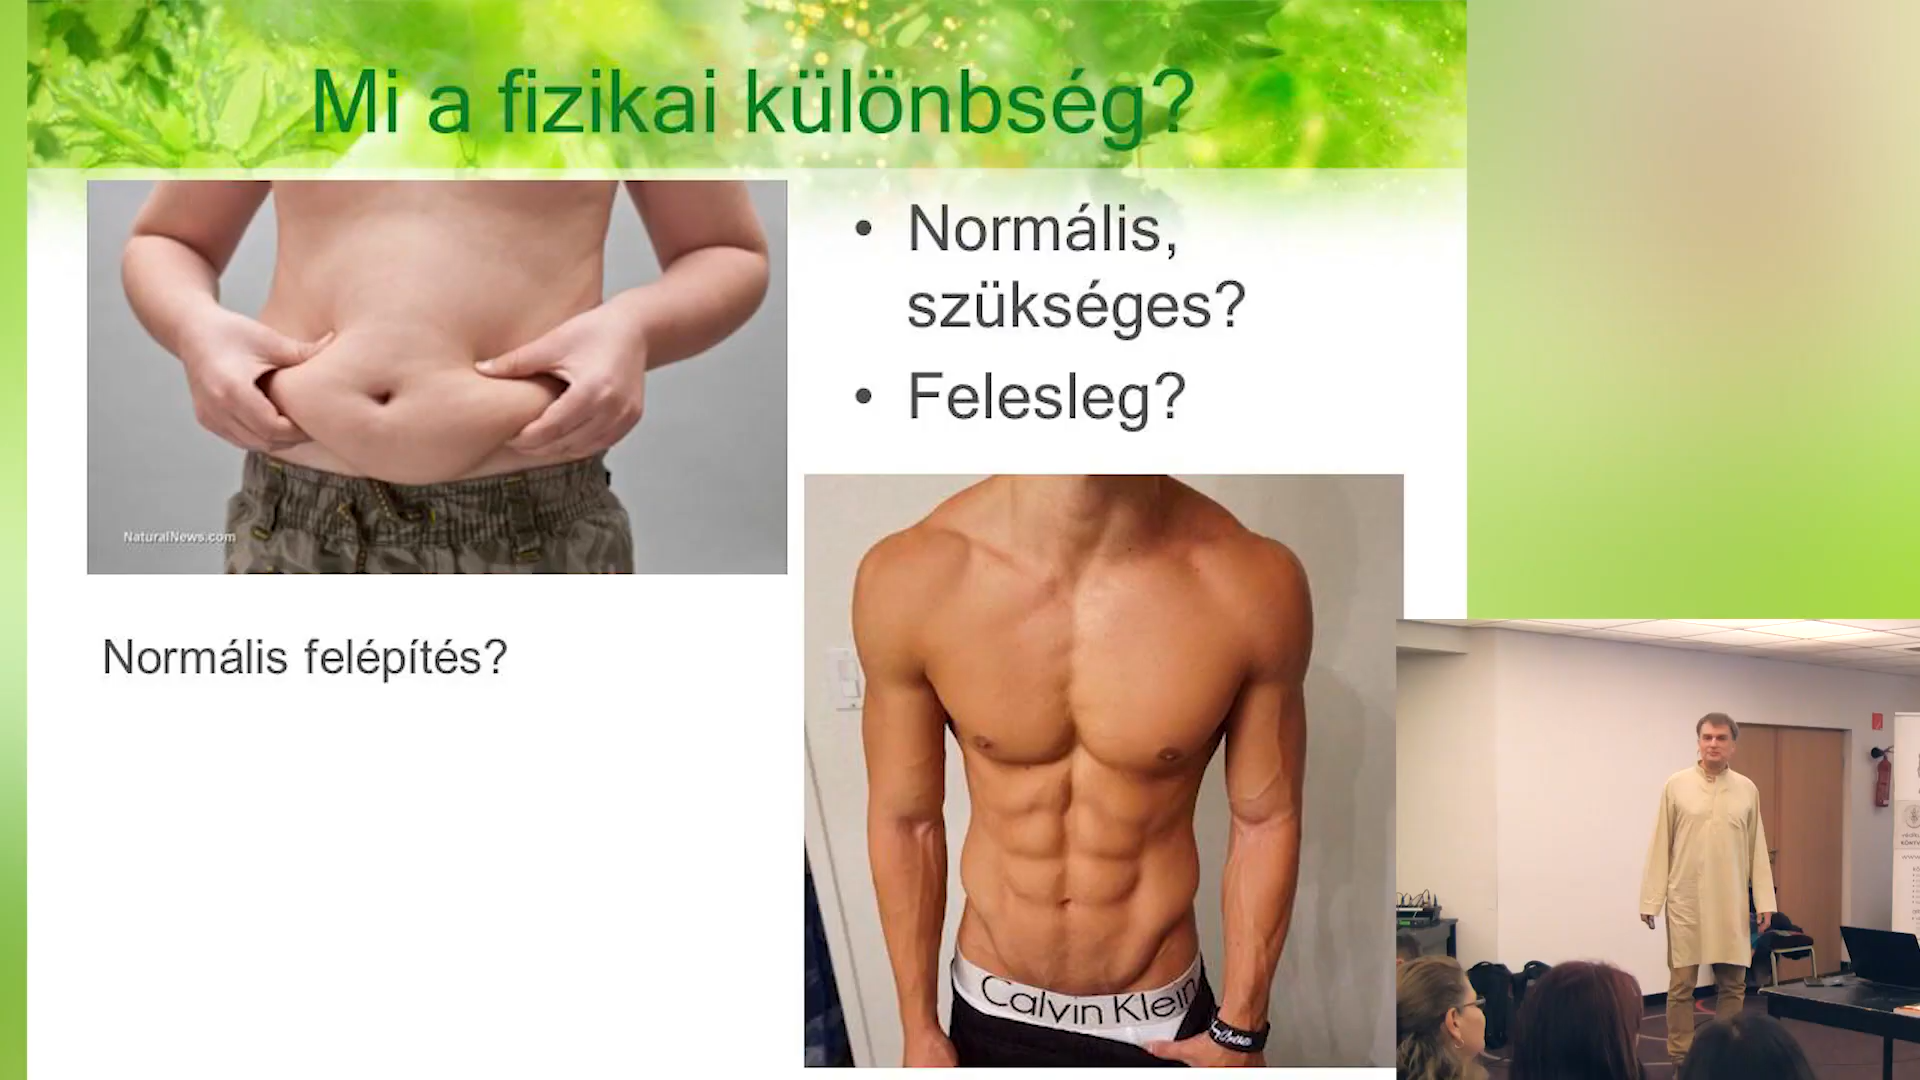 Mi a fizikai különbség?
• Normális,
szükséges?
• Felesleg?
NaturalNews.com
Normális felépítés?
Calvin Klein